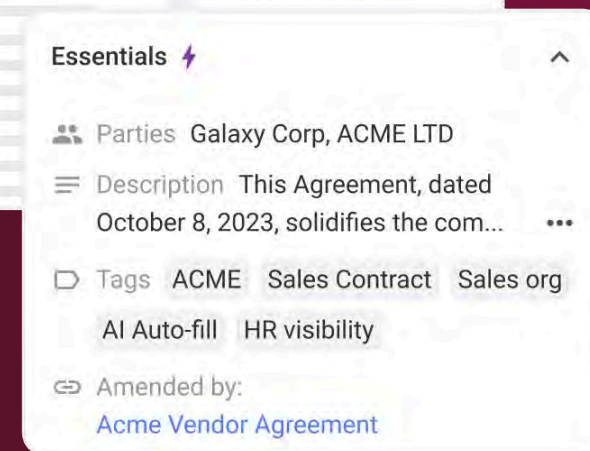 Essentials
Parties Galaxy Corp, ACME LTD
Description This Agreement, dated
October 8, 2023, solidifies the com...
Tags ACME Sales Contract Sales org
AI Auto-fill HR visibility
Amended by:
Acme Vendor Agreement